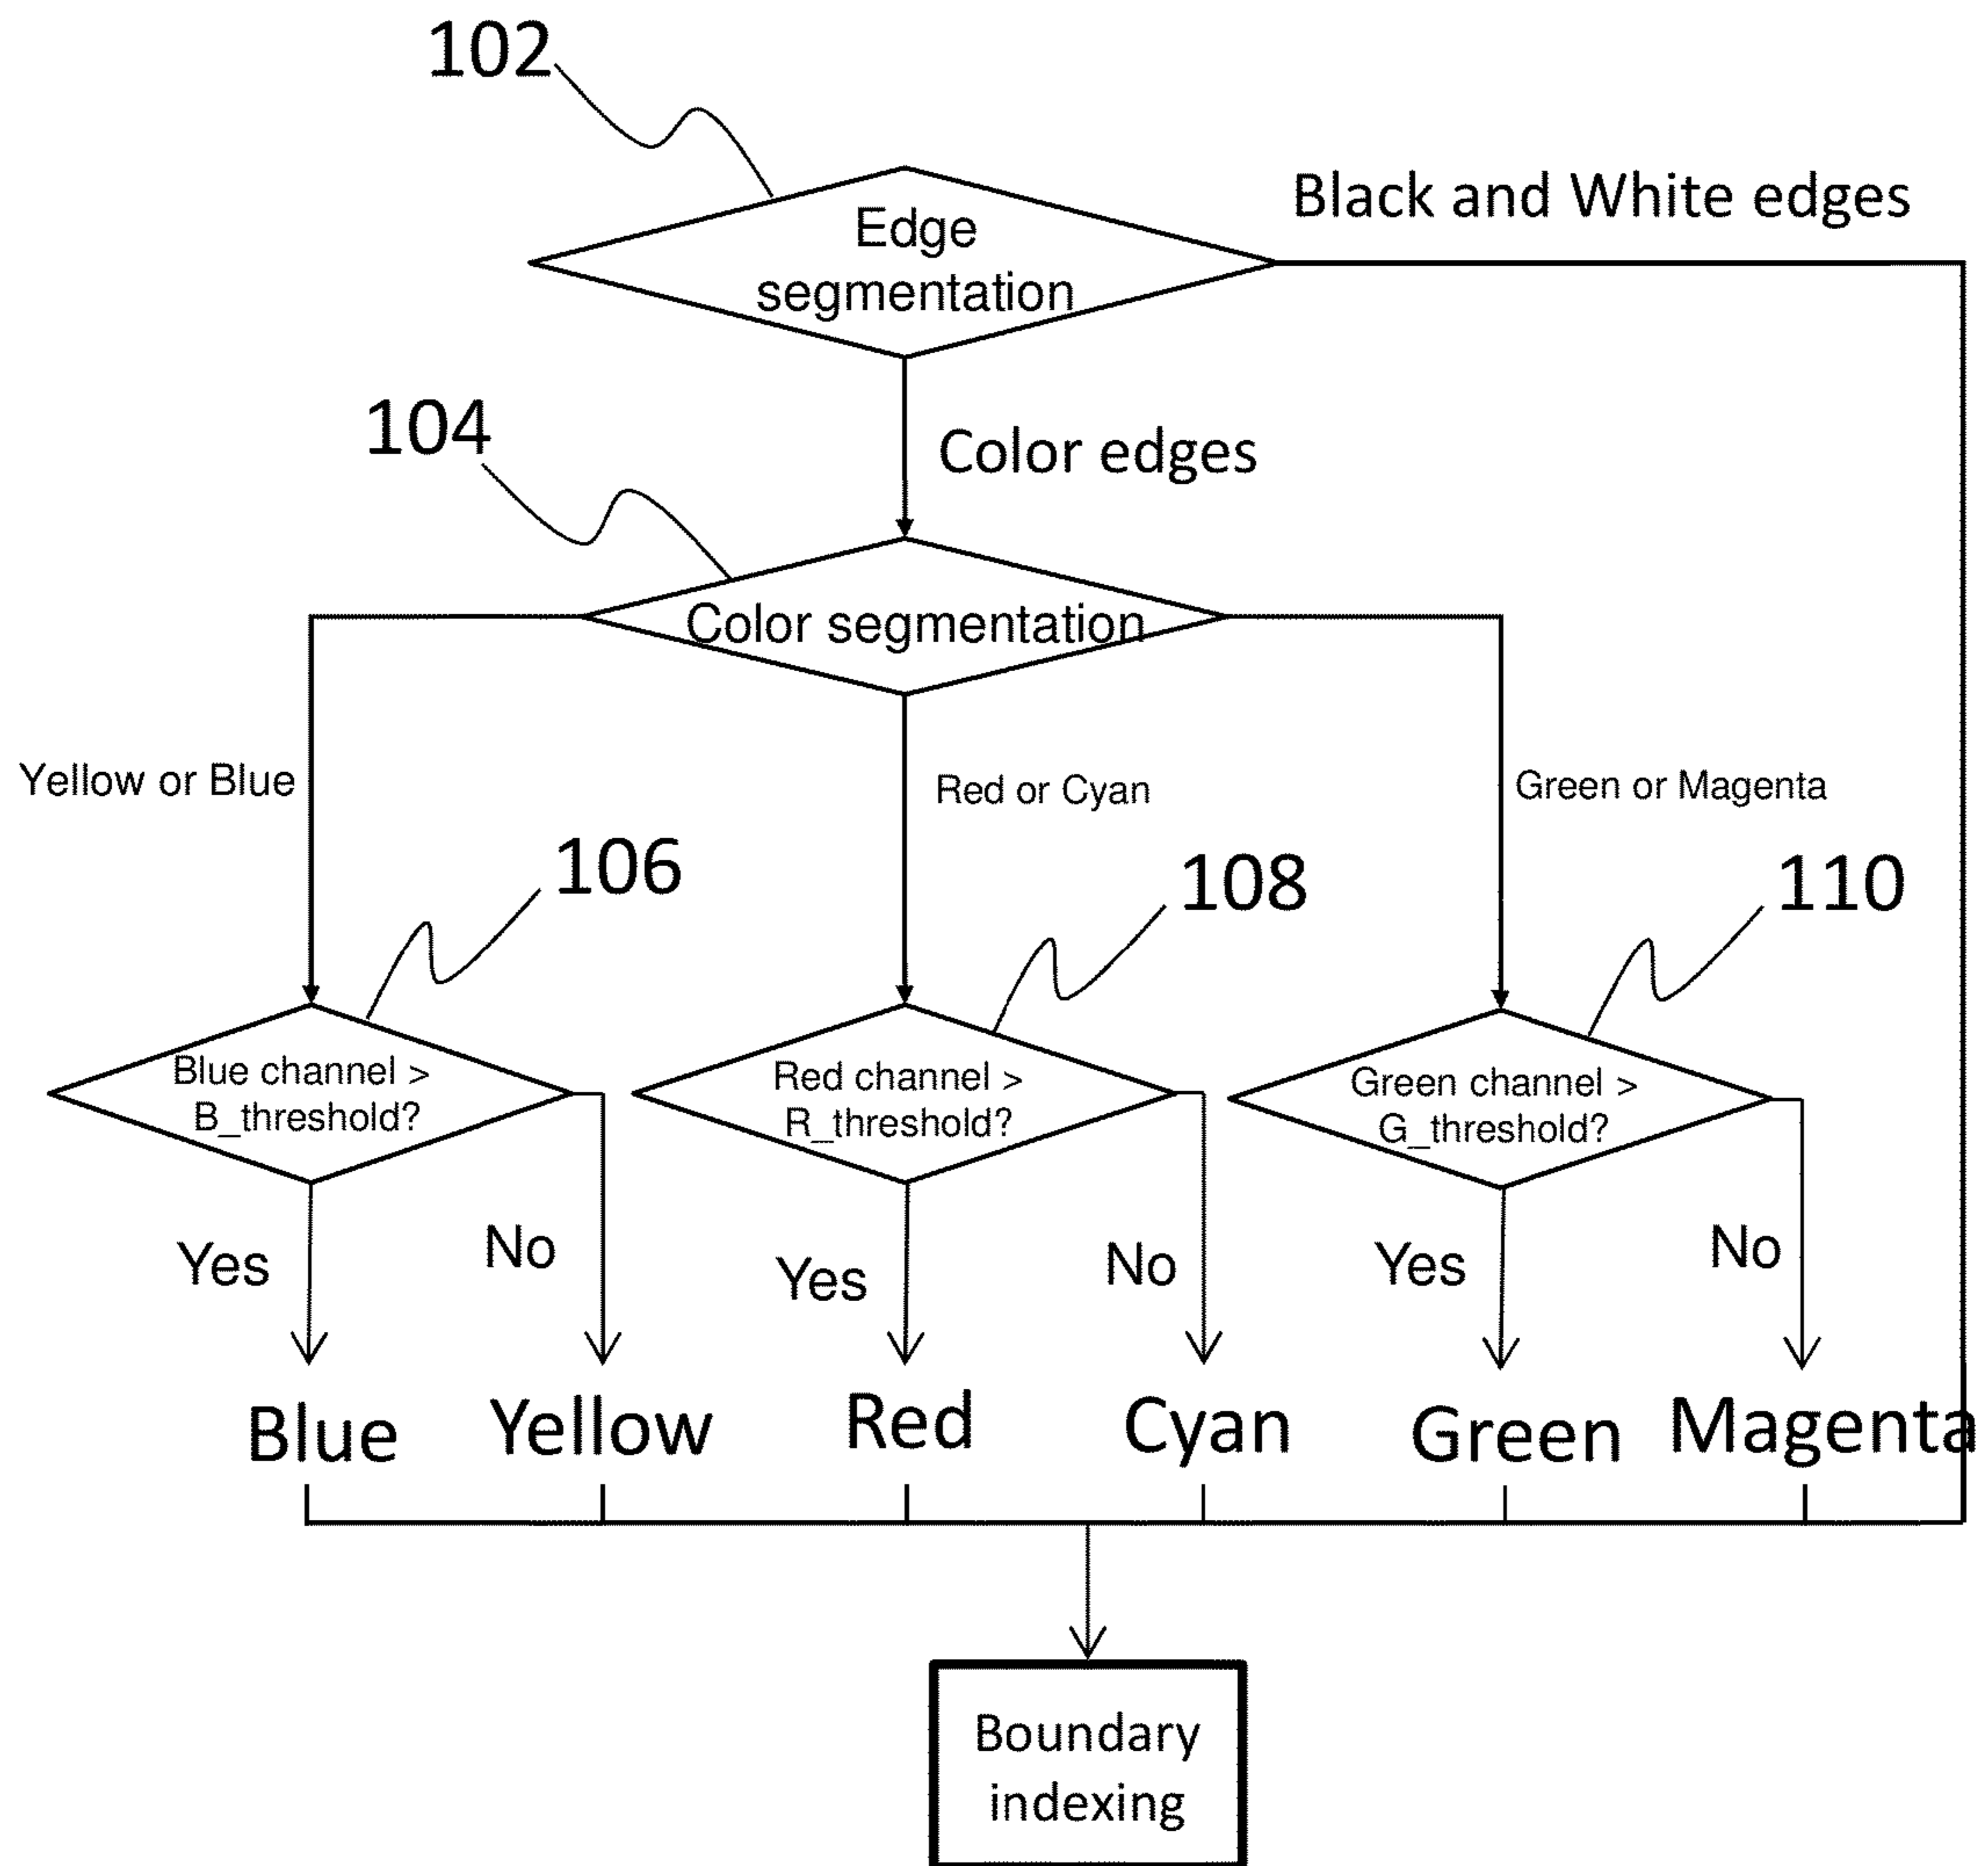 102
Black and White edges
Edge
segmentation
104
Color edges
Color segmentation
Yellow or Blue
Red or Cyan
Green or Magenta
106
108
110
Blue channel >
B_threshold?
Red channel >
R_threshold?
Green channel >
G_threshold?
Yes
No
Yes
No
Yes
No
Blue
Yellow
Red
Cyan
Green
Magenta
Boundary
indexing